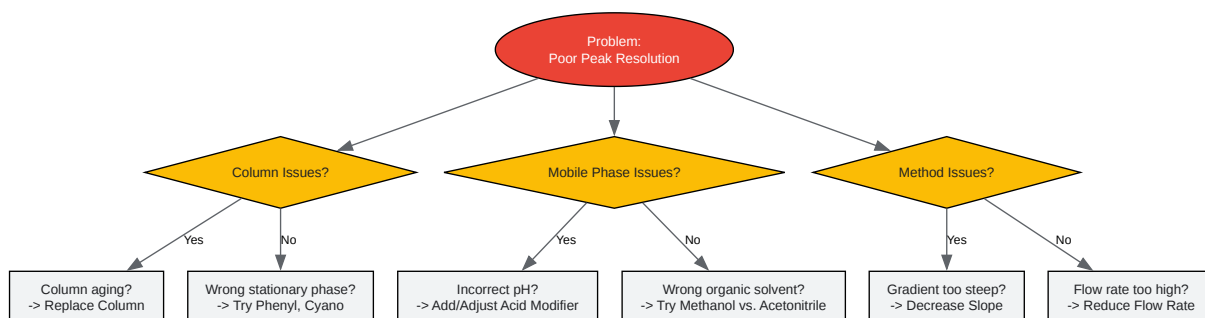 Problem:
Poor Peak Resolution
Column Issues?
Mobile Phase Issues?
Method Issues?
Yes
No
Yes
No
Yes
No
Column aging?
-> Replace Column
Wrong stationary phase?
-> Try Phenyl, Cyano
Incorrect pH?
-> Add/Adjust Acid Modifier
Wrong organic solvent?
-> Try Methanol vs. Acetonitrile
Gradient too steep?
-> Decrease Slope
Flow rate too high?
-> Reduce Flow Rate